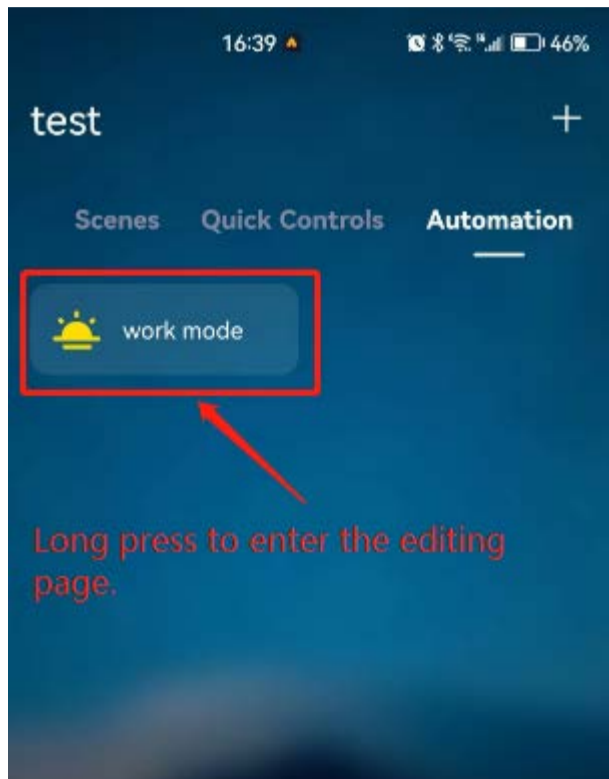 16:39 46%
test +
Scenes Quick Controls Automation
work mode
Long press to enter the editing
page.